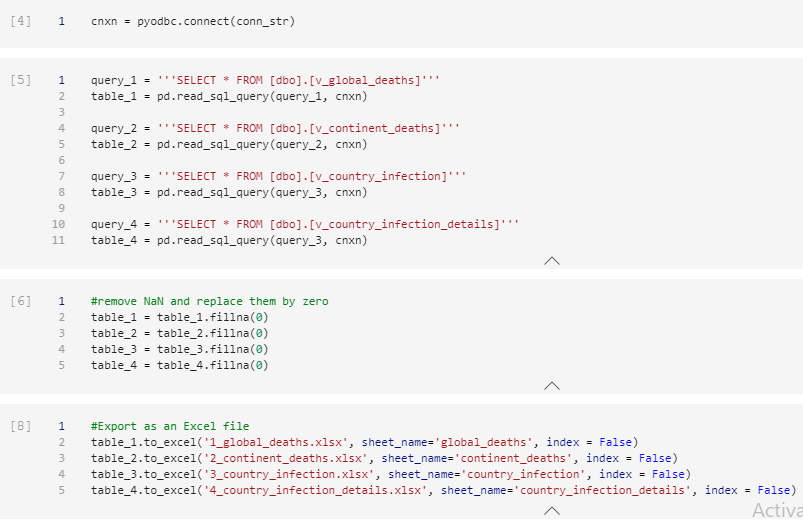 [4] 1 cnxn = pyodbc.connect(conn_str)
[5] 1 query_1 = '''SELECT * FROM [dbo].[v_global_deaths]'''
2 table_1 = pd.read_sql_query(query_1, cnxn)
3
4 query_2 = '''SELECT * FROM [dbo].[v_continent_deaths]'''
5 table_2 = pd.read_sql_query(query_2, cnxn)
6
7 query_3 = '''SELECT * FROM [dbo].[v_country_infection]'''
8 table_3 = pd.read_sql_query(query_3, cnxn)
9
10 query_4 = '''SELECT * FROM [dbo].[v_country_infection_details]'''
11 table_4 = pd.read_sql_query(query_3, cnxn)
[6] 1 #remove NaN and replace them by zero
2 table_1 = table_1.fillna(0)
3 table_2 = table_2.fillna(0)
4 table_3 = table_3.fillna(0)
5 table_4 = table_4.fillna(0)
[8] 1 #Export as an Excel file
2 table_1.to_excel('1_global_deaths.xlsx', sheet_name='global_deaths', index = False)
3 table_2.to_excel('2_continent_deaths.xlsx', sheet_name='continent_deaths', index = False)
4 table_3.to_excel('3_country_infection.xlsx', sheet_name='country_infection', index = False)
5 table_4.to_excel('4_country_infection_details.xlsx', sheet_name='country_infection_details', index = False)
Activa